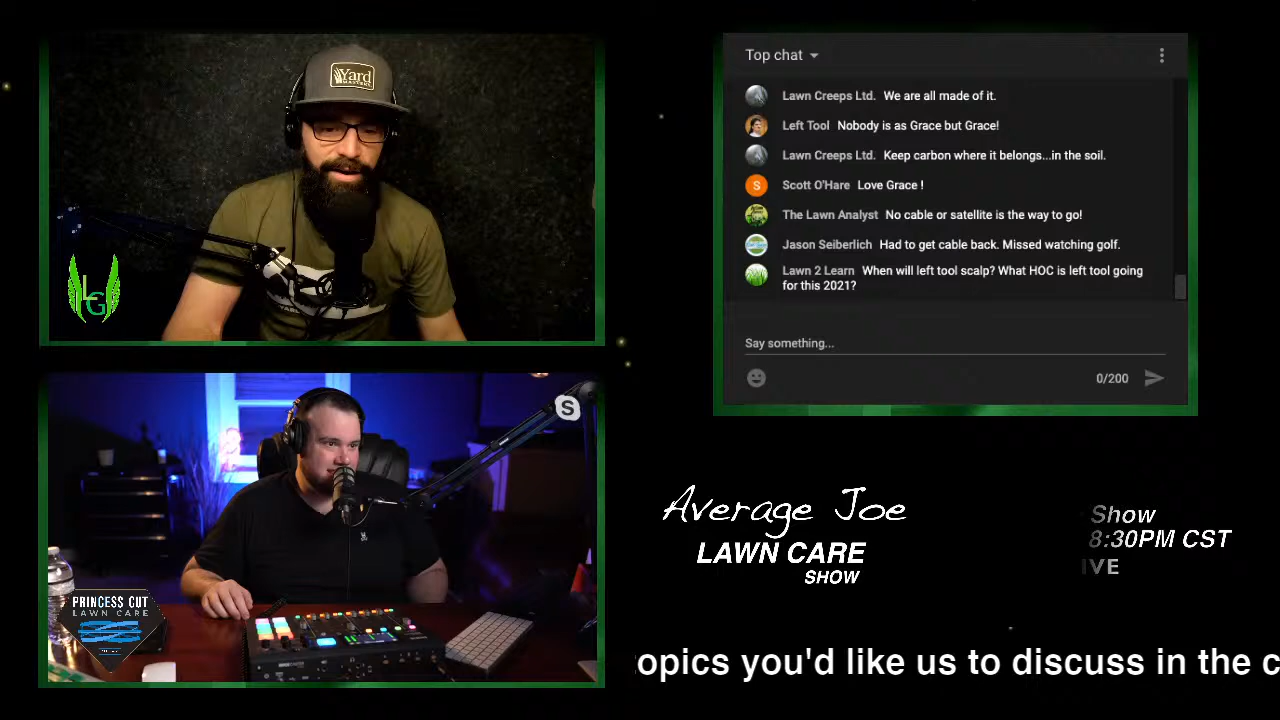 Yard
LG
Top chat
Lawn Creeps Ltd. We are all made of it.
Left Tool Nobody is as Grace but Grace!
Lawn Creeps Ltd. Keep carbon where it belongs...in the soil.
S Scott O'Hare Love Grace !
The Lawn Analyst No cable or satellite is the way to go!
Jason Seiberlich Had to get cable back. Missed watching golf.
Lawn 2 Learn When will left tool scalp? What HOC is left tool going
for this 2021?
Say something...
0/200
S
PRINCESS CUT
LAWN CARE
Average Joe
LAWN CARE
SHOW
Show
8:30PM CST
IVE
opics you'd like us to discuss in the c